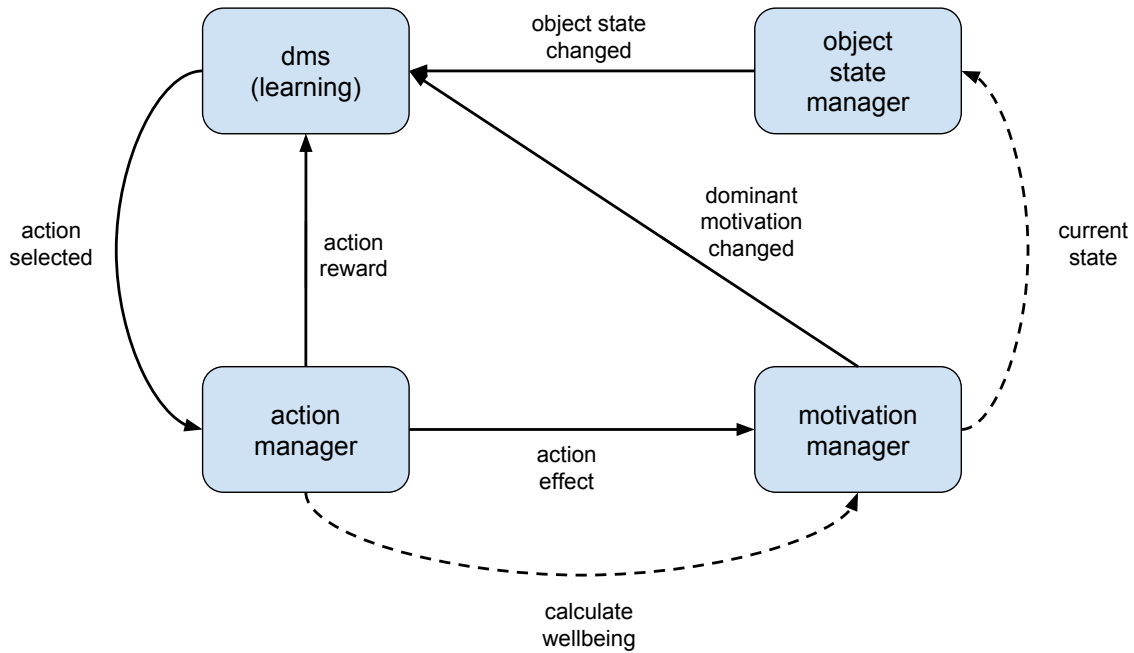 dms
(learning)
object state
changed
object
state
manager
action
selected
action
reward
dominant
motivation
changed
current
state
action
manager
action
effect
motivation
manager
calculate
wellbeing